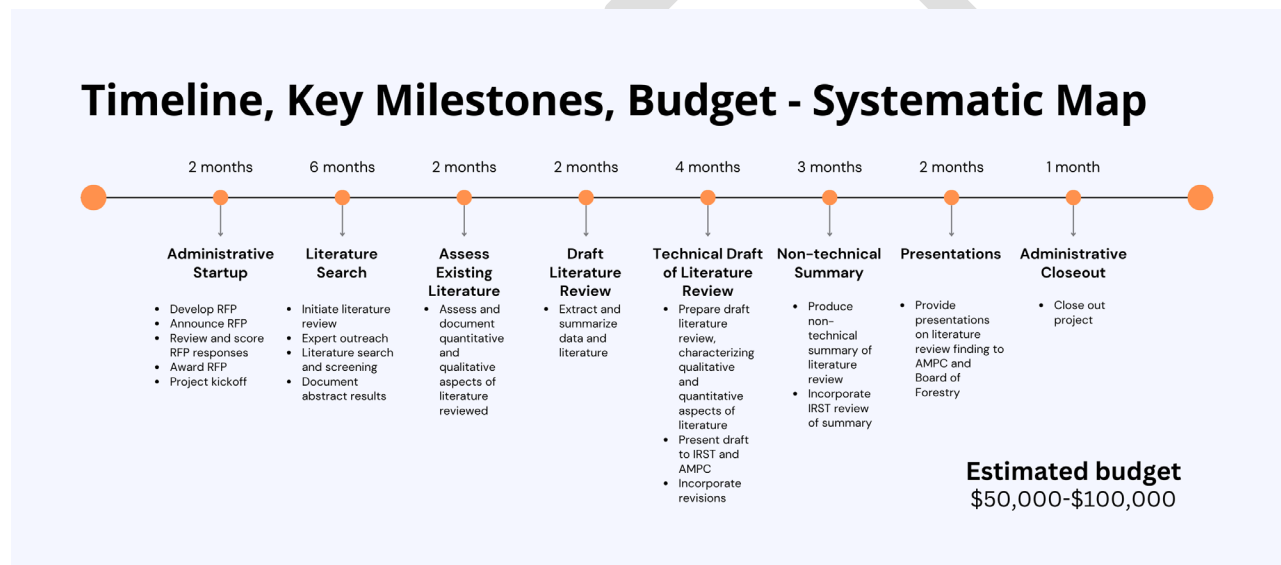 Timeline, Key Milestones, Budget - Systematic Map
2 months
6 months
2 months
2 months
4 months
3 months
2 months
1 month
Administrative
Startup
• Develop RFP
• Announce RFP
• Review and score
RFP responses
• Award RFP
• Project kickoff
Literature
Search
• Initiate literature
review
• Expert outreach
• Literature search
and screening
• Document
abstract results
Assess
Existing
Literature
• Assess and
document
quantitative
and
qualitative
aspects of
literature
reviewed
Draft
Literature
Review
• Extract and
summarize
data and
literature
Technical Draft
of Literature
Review
• Prepare draft
literature
review,
characterizing
qualitative
and
quantitative
aspects of
literature
• Present draft
to IRST and
AMPC
• Incorporate
revisions
Non-technical
Summary
• Produce
non-
technical
summary of
literature
review
• Incorporate
IRST review
of summary
Presentations
• Provide
presentations
on literature
review finding to
AMPC and
Board of
Forestry
Administrative
Closeout
• Close out
project
Estimated budget
$50,000-$100,000